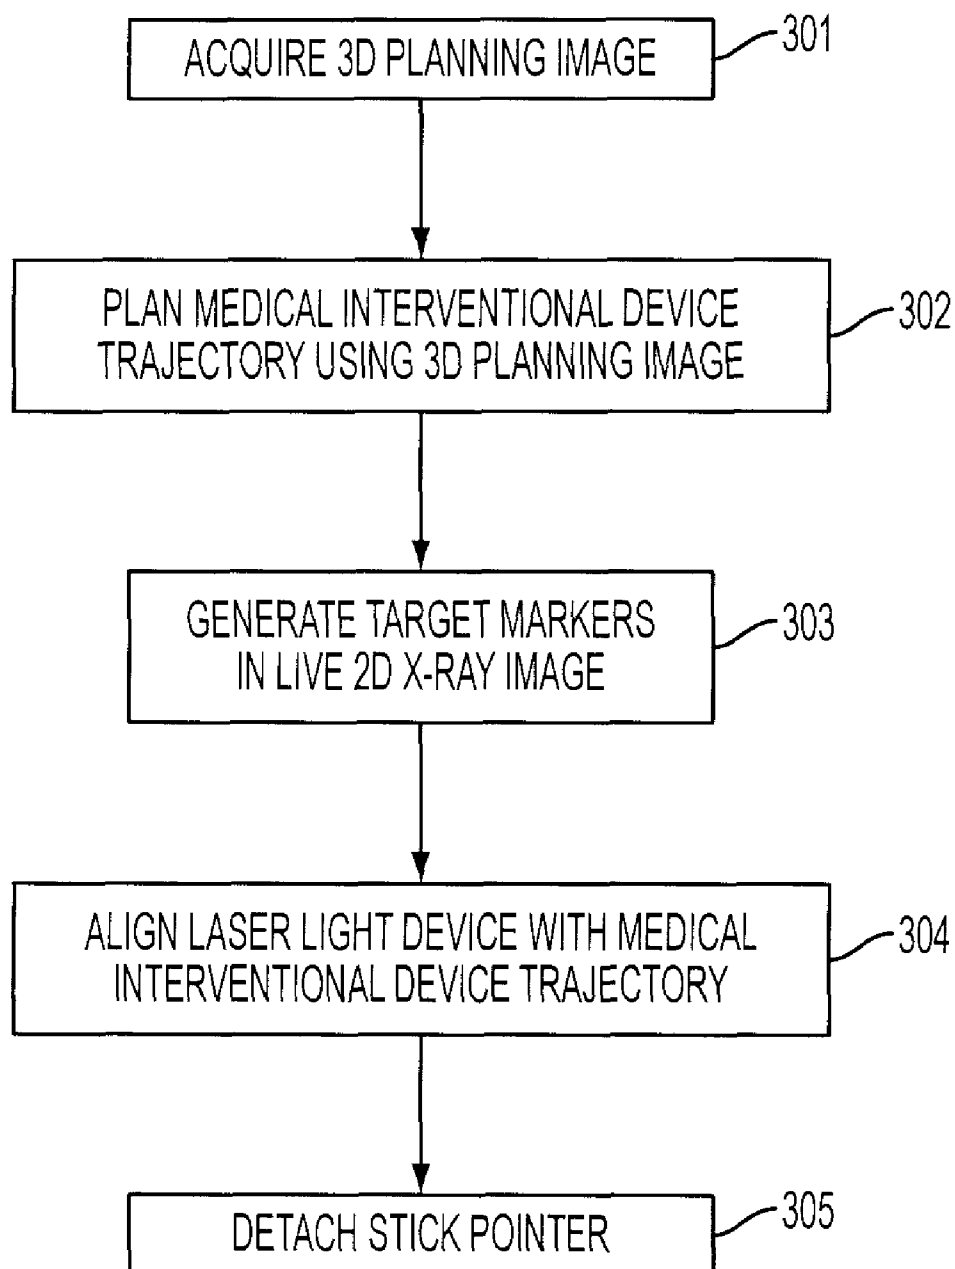 ACQUIRE 3D PLANNING IMAGE
301
PLAN MEDICAL INTERVENTIONAL DEVICE
TRAJECTORY USING 3D PLANNING IMAGE
302
GENERATE TARGET MARKERS
IN LIVE 2D X-RAY IMAGE
303
ALIGN LASER LIGHT DEVICE WITH MEDICAL
INTERVENTIONAL DEVICE TRAJECTORY
304
DETACH STICK POINTER
305